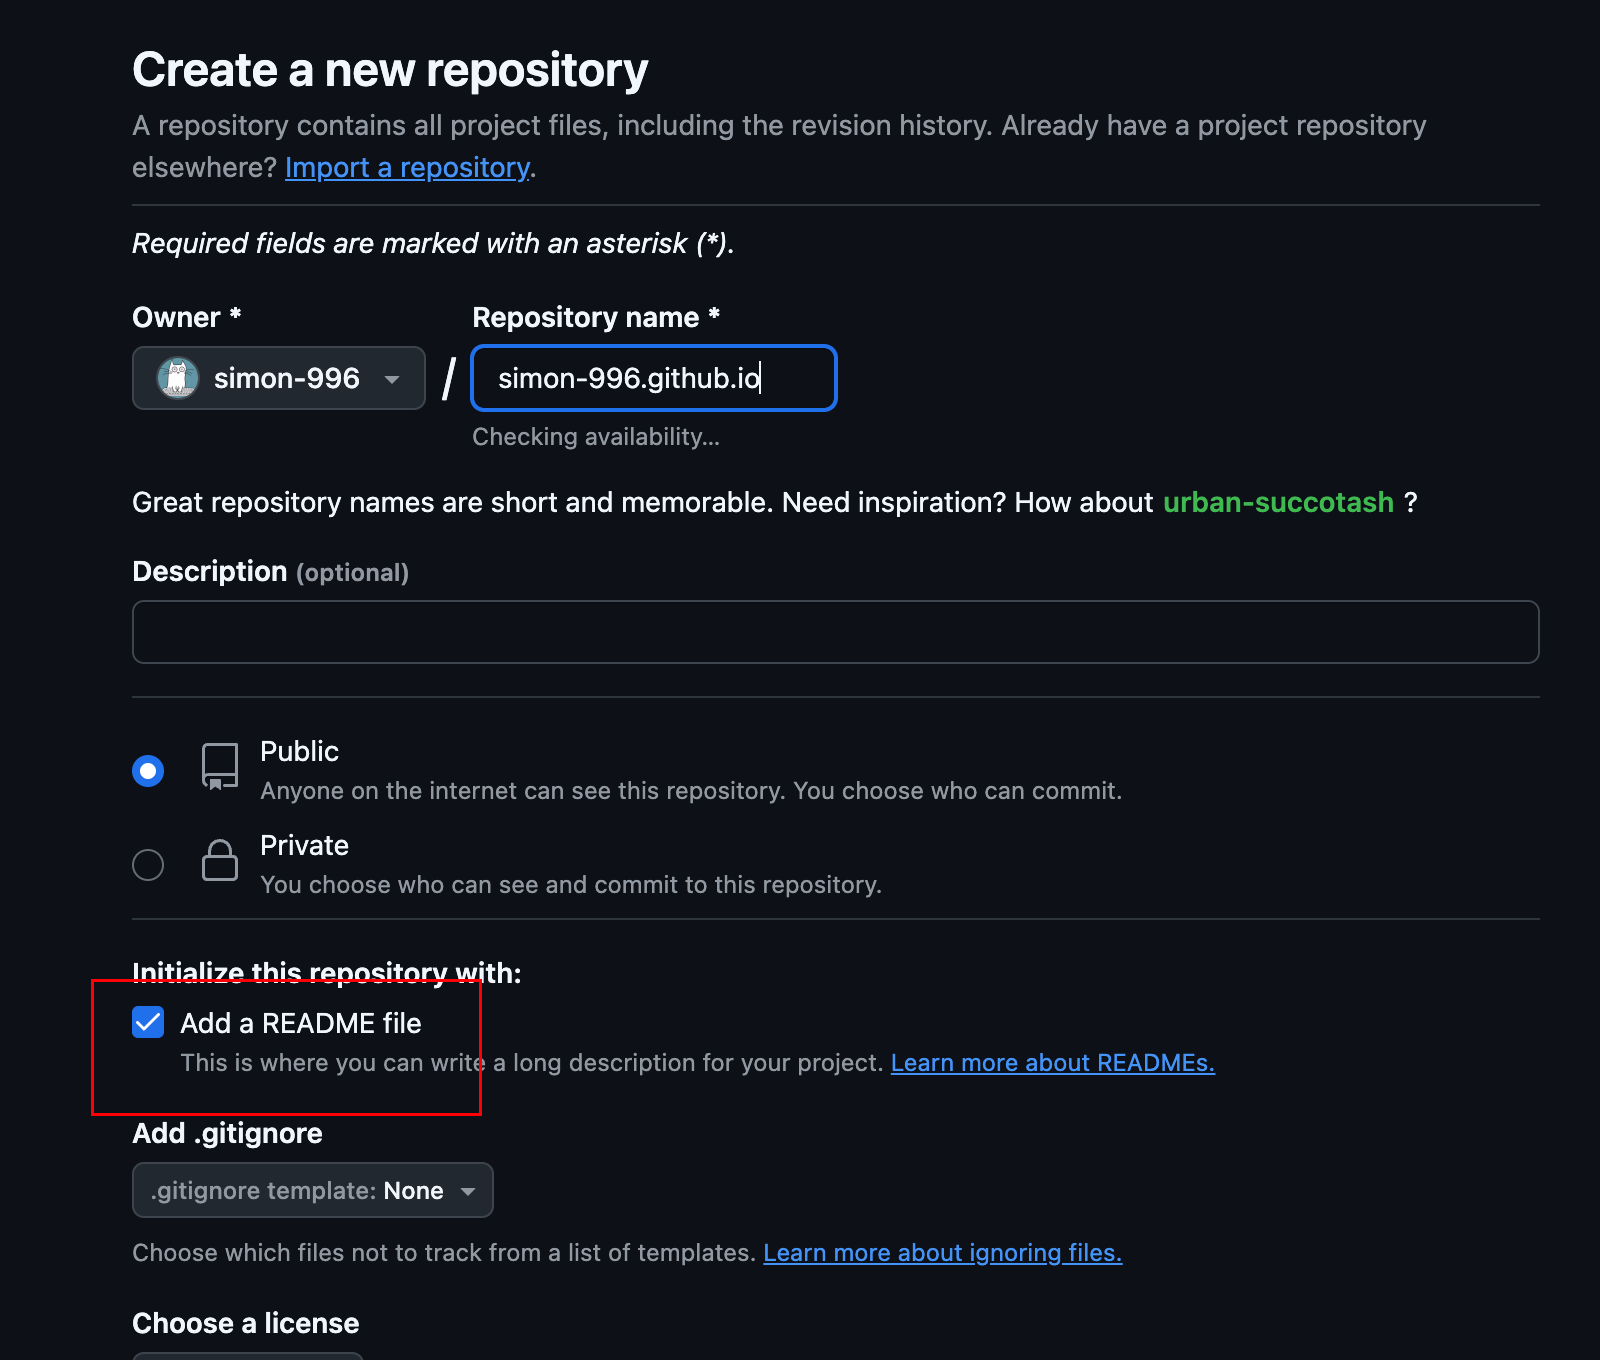 Create a new repository
A repository contains all project files, including the revision history. Already have a project repository
elsewhere? Import a repository.
Required fields are marked with an asterisk (*).
Owner * Repository name *
simon-996 / simon-996.github.io
Checking availability...
Great repository names are short and memorable. Need inspiration? How about urban-succotash ?
Description (optional)
Public
Anyone on the internet can see this repository. You choose who can commit.
Private
You choose who can see and commit to this repository.
Initialize this repository with:
Add a README file
This is where you can write a long description for your project. Learn more about READMEs.
Add .gitignore
.gitignore template: None
Choose which files not to track from a list of templates. Learn more about ignoring files.
Choose a license